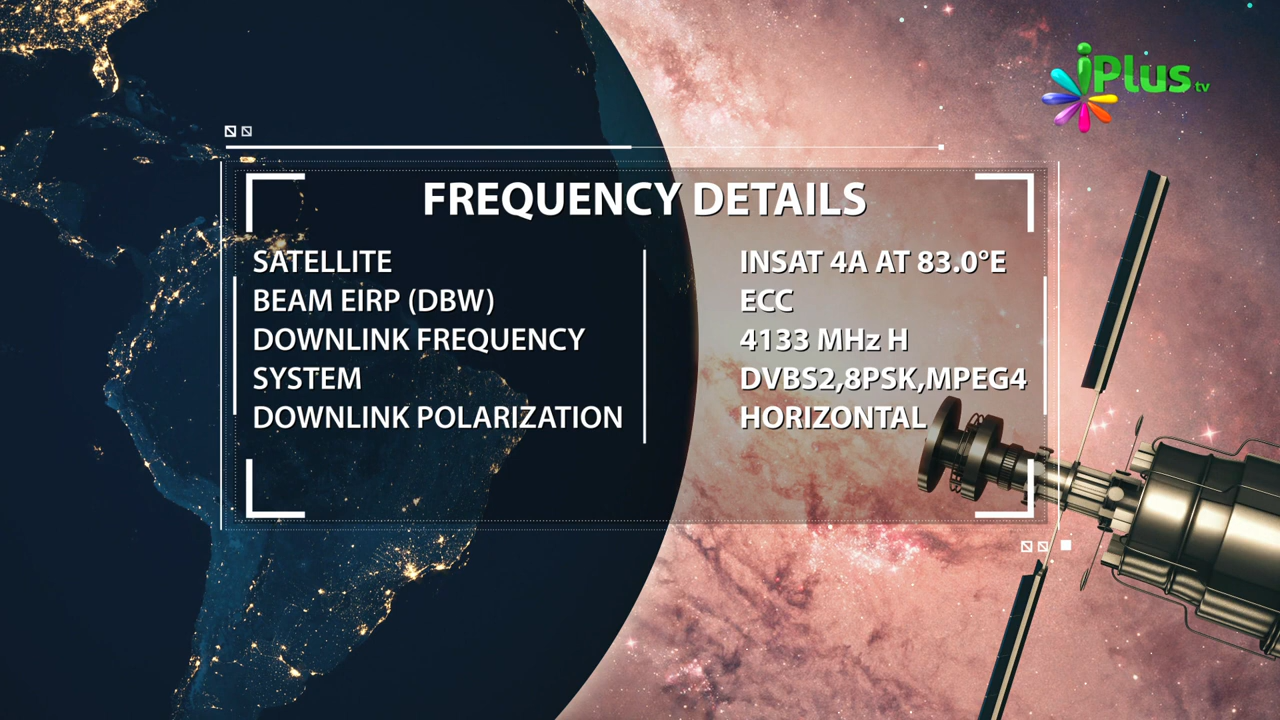 iPlus tv
FREQUENCY DETAILS
SATELLITE INSAT 4A AT 83.0°E
BEAM EIRP (DBW) ECC
DOWNLINK FREQUENCY 4133 MHz H
SYSTEM DVBS2,8PSK,MPEG4
DOWNLINK POLARIZATION HORIZONTAL